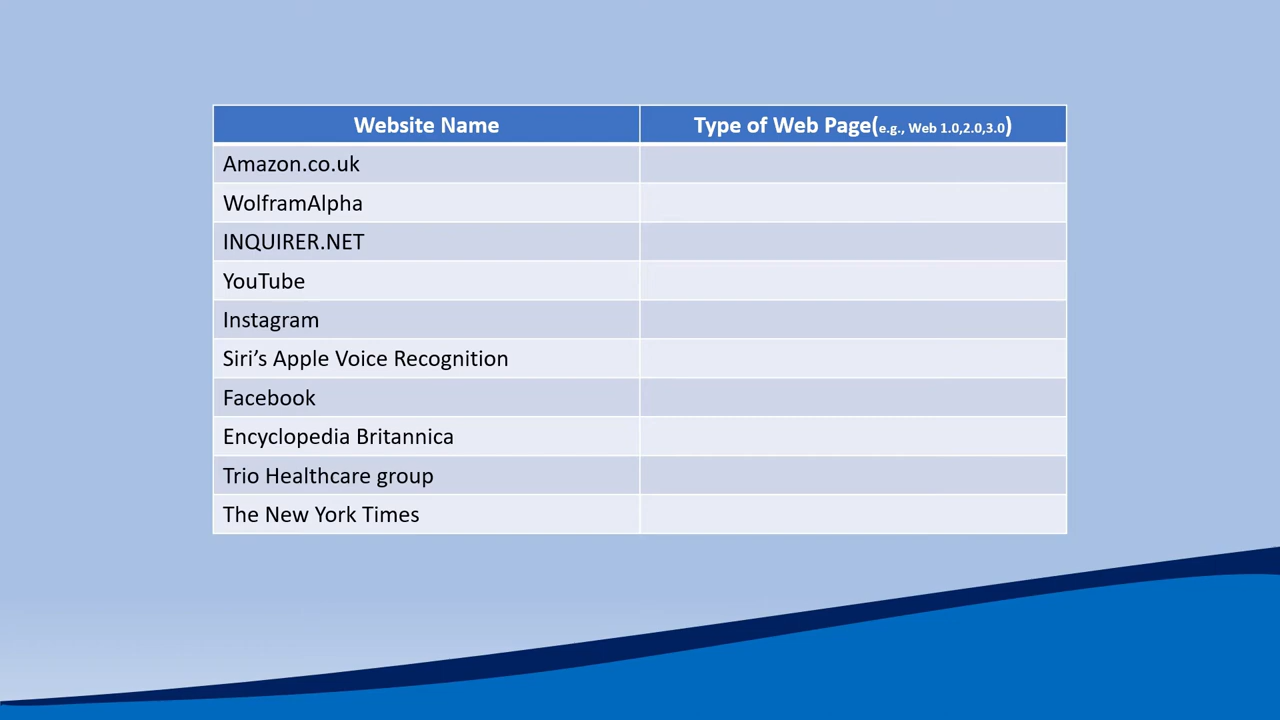 Website Name Type of Web Page(e.g., Web 1.0,2.0,3.0)
Amazon.co.uk
WolframAlpha
INQUIRER.NET
YouTube
Instagram
Siri’s Apple Voice Recognition
Facebook
Encyclopedia Britannica
Trio Healthcare group
The New York Times